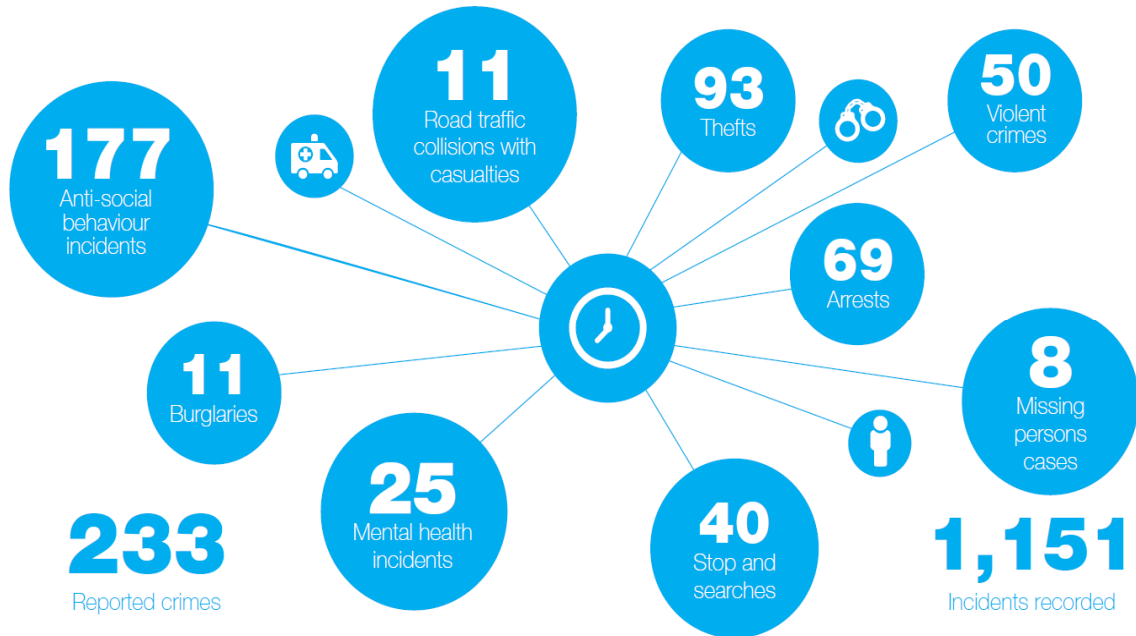 11
Road traffic
collisions with
casualties
93
Thefts
50
Violent
crimes
177
Anti-social
behaviour
incidents
69
Arrests
11
Burglaries
8
Missing
persons
cases
25
Mental health
incidents
40
Stop and
searches
233
Reported crimes
1,151
Incidents recorded